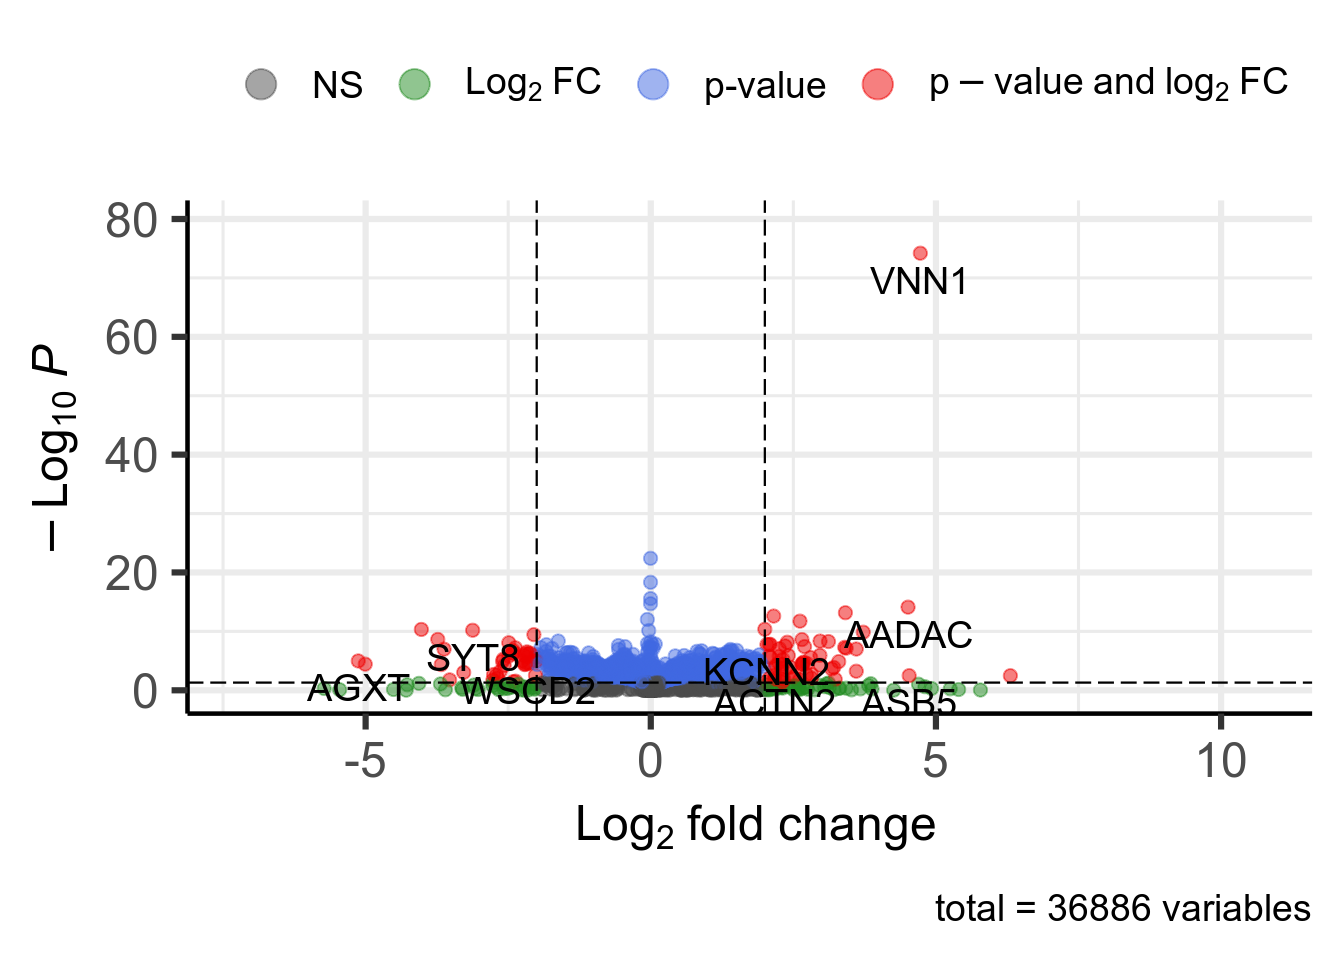 NS Log₂ FC p-value p − value and log₂ FC
80
60
40
20
0
− Log₁₀ P
VNN1
AADAC
SYT8
KCNN2
AGXT
WSCD2
ACTN2
ASB5
-5 0 5 10
Log₂ fold change
total = 36886 variables